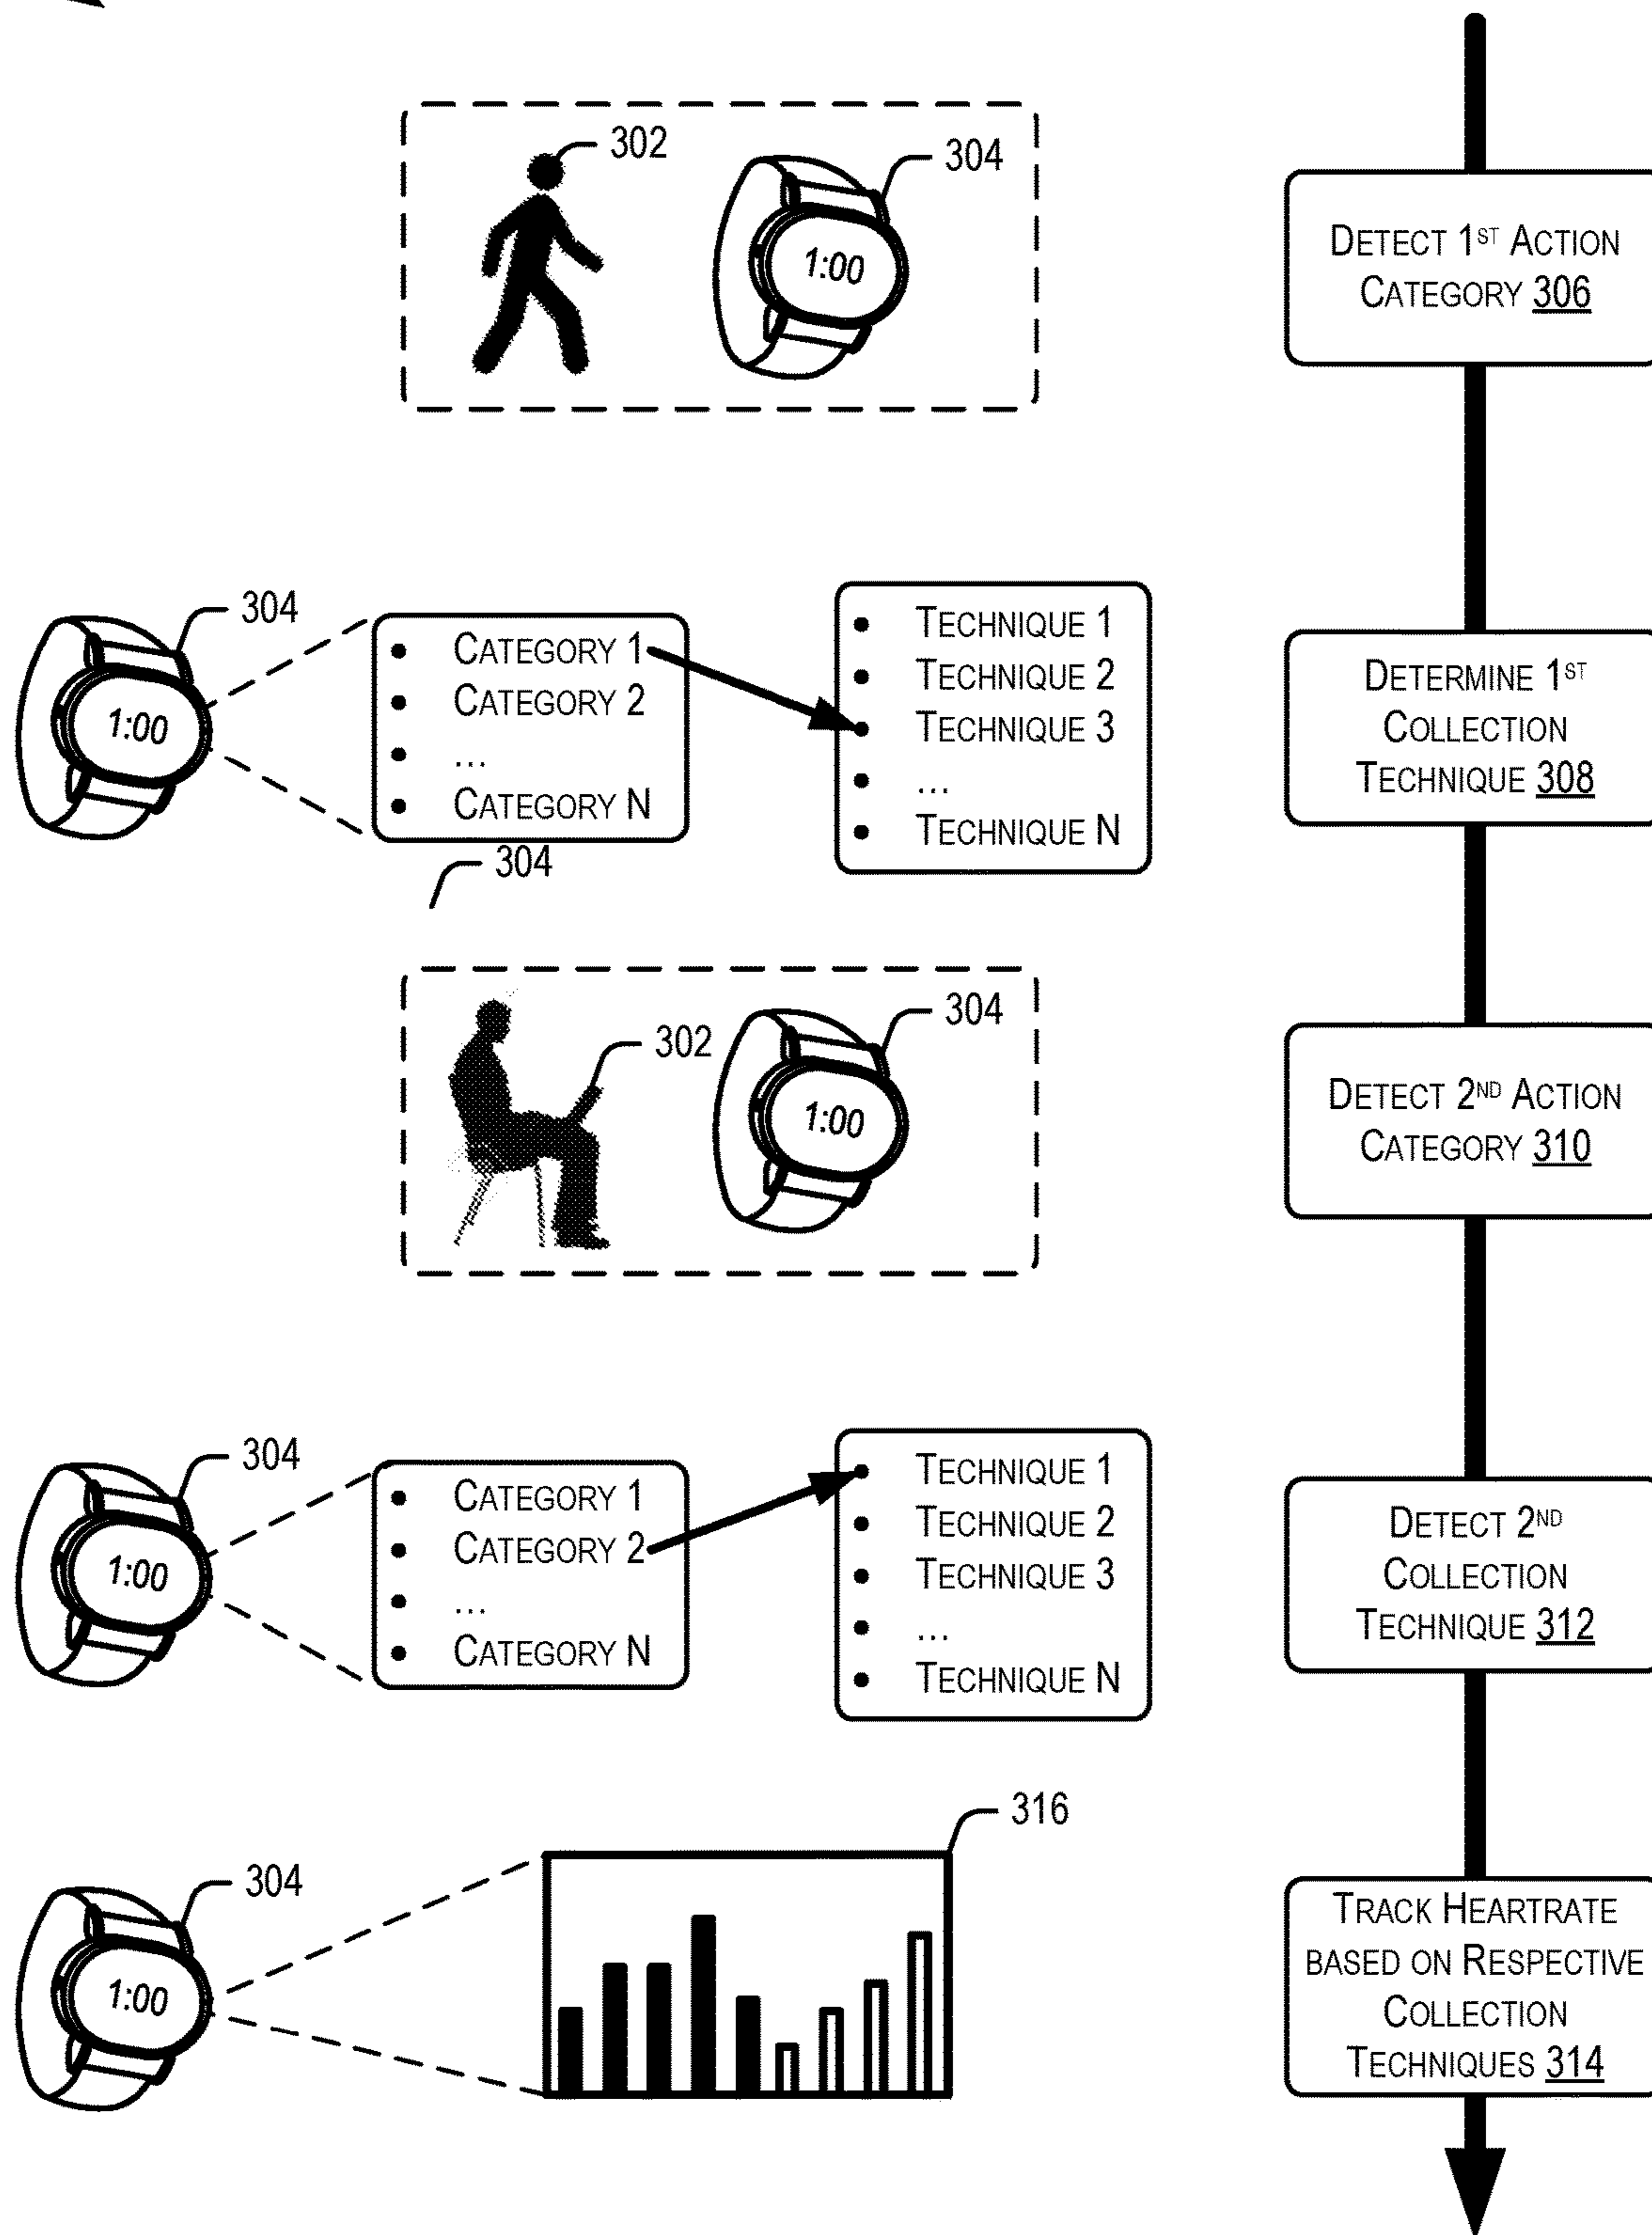 302
304
1:00
DETECT 1ST ACTION
CATEGORY 306
304
1:00
• CATEGORY 1
• CATEGORY 2
• ...
• CATEGORY N
• TECHNIQUE 1
• TECHNIQUE 2
• TECHNIQUE 3
• ...
• TECHNIQUE N
DETERMINE 1ST
COLLECTION
TECHNIQUE 308
304
302
304
1:00
DETECT 2ND ACTION
CATEGORY 310
304
1:00
• CATEGORY 1
• CATEGORY 2
• ...
• CATEGORY N
• TECHNIQUE 1
• TECHNIQUE 2
• TECHNIQUE 3
• ...
• TECHNIQUE N
DETECT 2ND
COLLECTION
TECHNIQUE 312
304
1:00
316
TRACK HEARTRATE
BASED ON RESPECTIVE
COLLECTION
TECHNIQUES 314